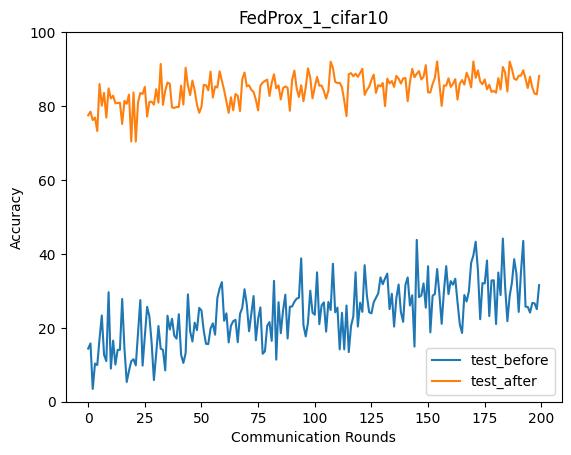 FedProx_1_cifar10
100
80
60
40
20
0
Accuracy
0 25 50 75 100 125 150 175 200
Communication Rounds
test_before
test_after